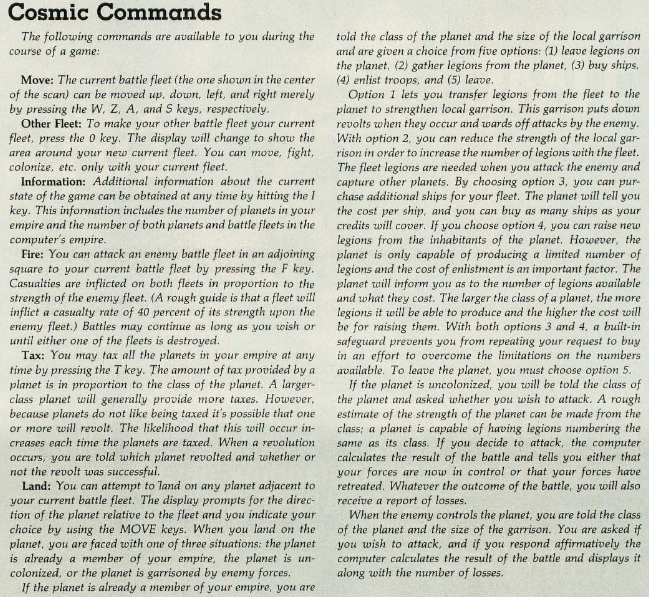 Cosmic Commands
The following commands are available to you during the
course of a game:
Move: The current battle fleet (the one shown in the center
of the scan) can be moved up, down, left, and right merely
by pressing the W, Z, A, and S keys, respectively.
Other Fleet: To make your other battle fleet your current
fleet, press the 0 key. The display will change to show the
area around your new current fleet. You can move, fight,
colonize, etc. only with your current fleet.
Information: Additional information about the current
state of the game can be obtained at any time by hitting the I
key. This information includes the number of planets in your
empire and the number of both planets and battle fleets in the
computer's empire.
Fire: You can attack an enemy battle fleet in an adjoining
square to your current battle fleet by pressing the F key.
Casualties are inflicted on both fleets in proportion to the
strength of the enemy fleet. (A rough guide is that a fleet will
inflict a casualty rate of 40 percent of its strength upon the
enemy fleet.) Battles may continue as long as you wish or
until either one of the fleets is destroyed.
Tax: You may tax all the planets in your empire at any
time by pressing the T key. The amount of tax provided by a
planet is in proportion to the class of the planet. A larger-
class planet will generally provide more taxes. However,
because planets do not like being taxed it's possible that one
or more will revolt. The likelihood that this will occur in-
creases each time the planets are taxed. When a revolution
occurs, you are told which planet revolted and whether or
not the revolt was successful.
Land: You can attempt to land on any planet adjacent to
your current battle fleet. The display prompts for the direc-
tion of the planet relative to the fleet and you indicate your
choice by using the MOVE keys. When you land on the
planet, you are faced with one of three situations: the planet
is already a member of your empire, the planet is un-
colonized, or the planet is garrisoned by enemy forces.
If the planet is already a member of your empire, you are
told the class of the planet and the size of the local garrison
and are given a choice from five options: (1) leave legions on
the planet, (2) gather legions from the planet, (3) buy ships,
(4) enlist troops, and (5) leave.
Option 1 lets you transfer legions from the fleet to the
planet to strengthen local garrison. This garrison puts down
revolts when they occur and wards off attacks by the enemy.
With option 2, you can reduce the strength of the local gar-
rison in order to increase the number of legions with the fleet.
The fleet legions are needed when you attack the enemy and
capture other planets. By choosing option 3, you can pur-
chase additional ships for your fleet. The planet will tell you
the cost per ship, and you can buy as many ships as your
credits will cover. If you choose option 4, you can raise new
legions from the inhabitants of the planet. However, the
planet is only capable of producing a limited number of
legions and the cost of enlistment is an important factor. The
planet will inform you as to the number of legions available
and what they cost. The larger the class of a planet, the more
legions it will be able to produce and the higher the cost will
be for raising them. With both options 3 and 4, a built-in
safeguard prevents you from repeating your request to buy
in an effort to overcome the limitations on the numbers
available. To leave the planet, you must choose option 5.
If the planet is uncolonized, you will be told the class of
the planet and asked whether you wish to attack. A rough
estimate of the strength of the planet can be made from the
class; a planet is capable of having legions numbering the
same as its class. If you decide to attack, the computer
calculates the result of the battle and tells you either that
your forces are now in control or that your forces have
retreated. Whatever the outcome of the battle, you will also
receive a report of losses.
When the enemy controls the planet, you are told the class
of the planet and the size of the garrison. You are asked if
you wish to attack, and if you respond affirmatively the
computer calculates the result of the battle and displays it
along with the number of losses.